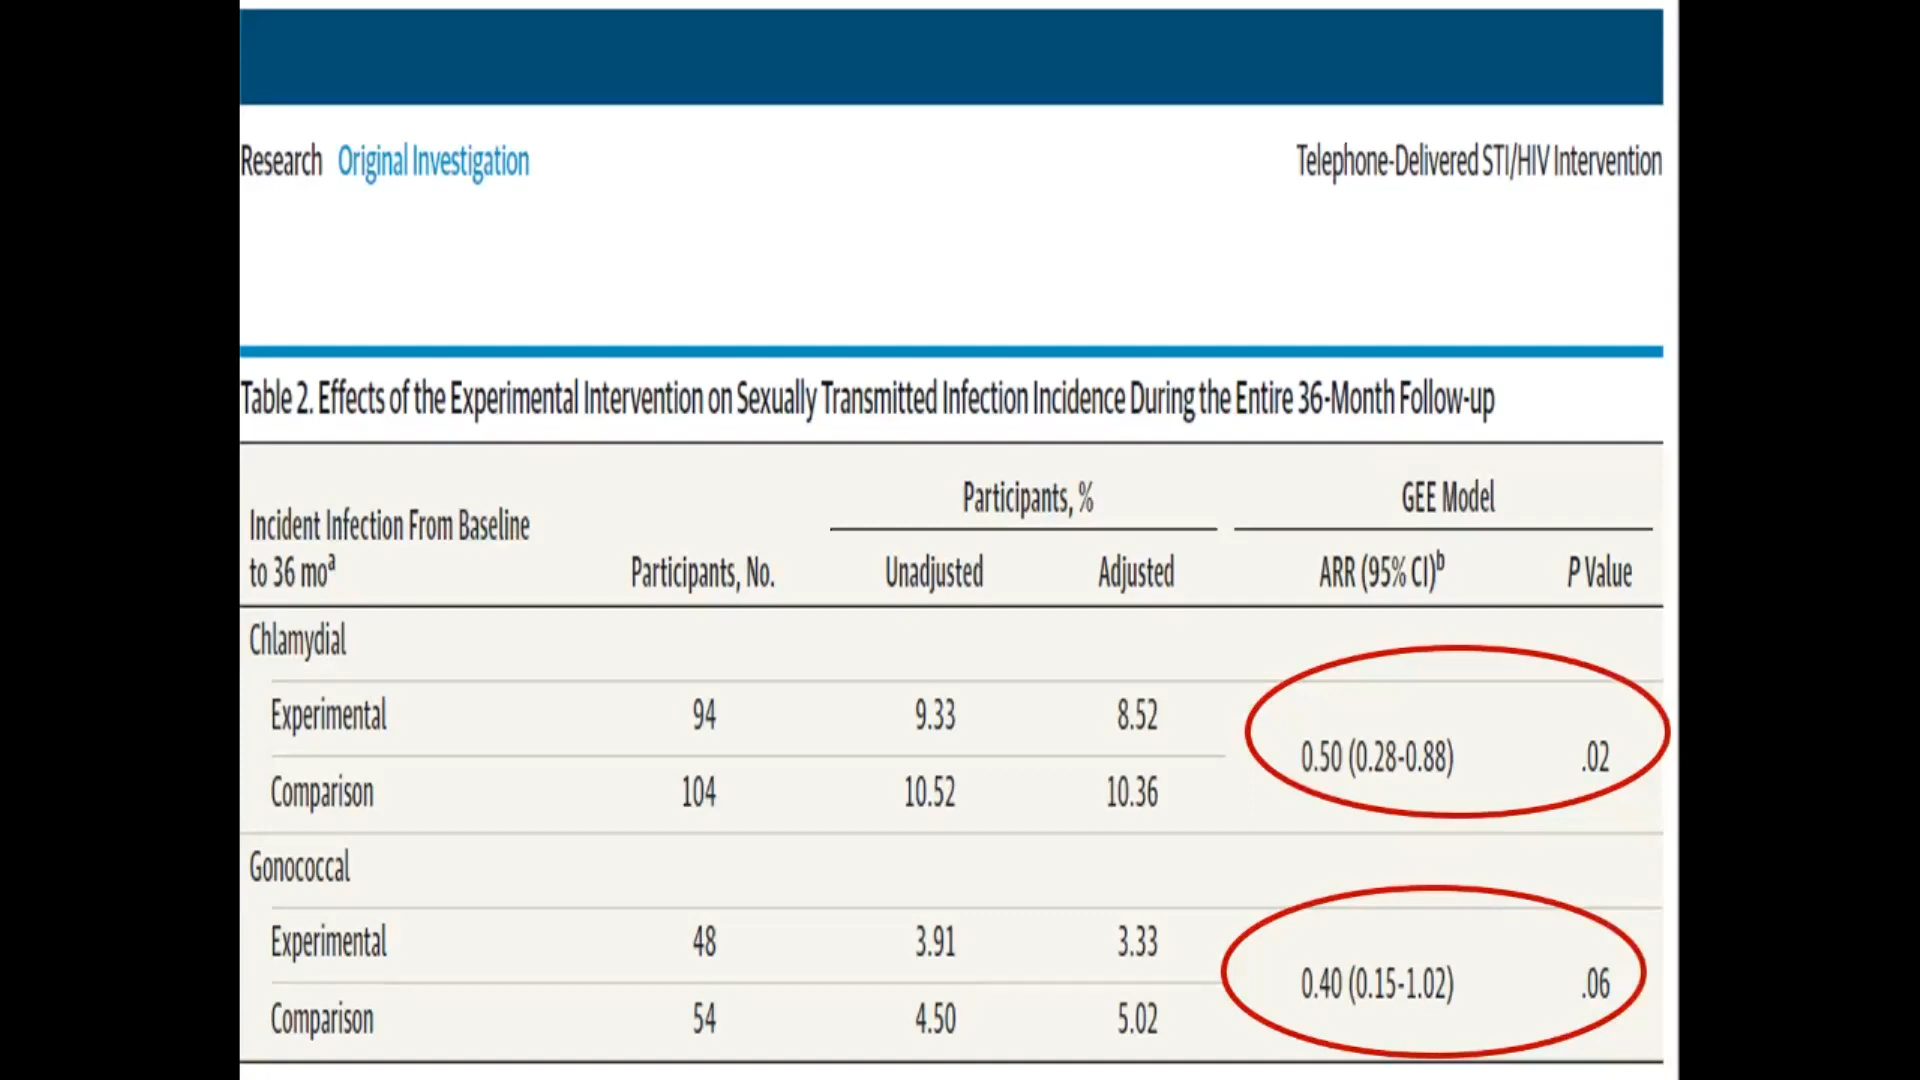 Research Original Investigation
Telephone-Delivered STI/HIV Intervention
Table 2. Effects of the Experimental Intervention on Sexually Transmitted Infection Incidence During the Entire 36-Month Follow-up
Participants, % GEE Model
Incident Infection From Baseline
to 36 moᵃ Participants, No. Unadjusted Adjusted ARR (95% CI)ᵇ P Value
Chlamydial
Experimental 94 9.33 8.52
0.50 (0.28-0.88) .02
Comparison 104 10.52 10.36
Gonococcal
Experimental 48 3.91 3.33
0.40 (0.15-1.02) .06
Comparison 54 4.50 5.02